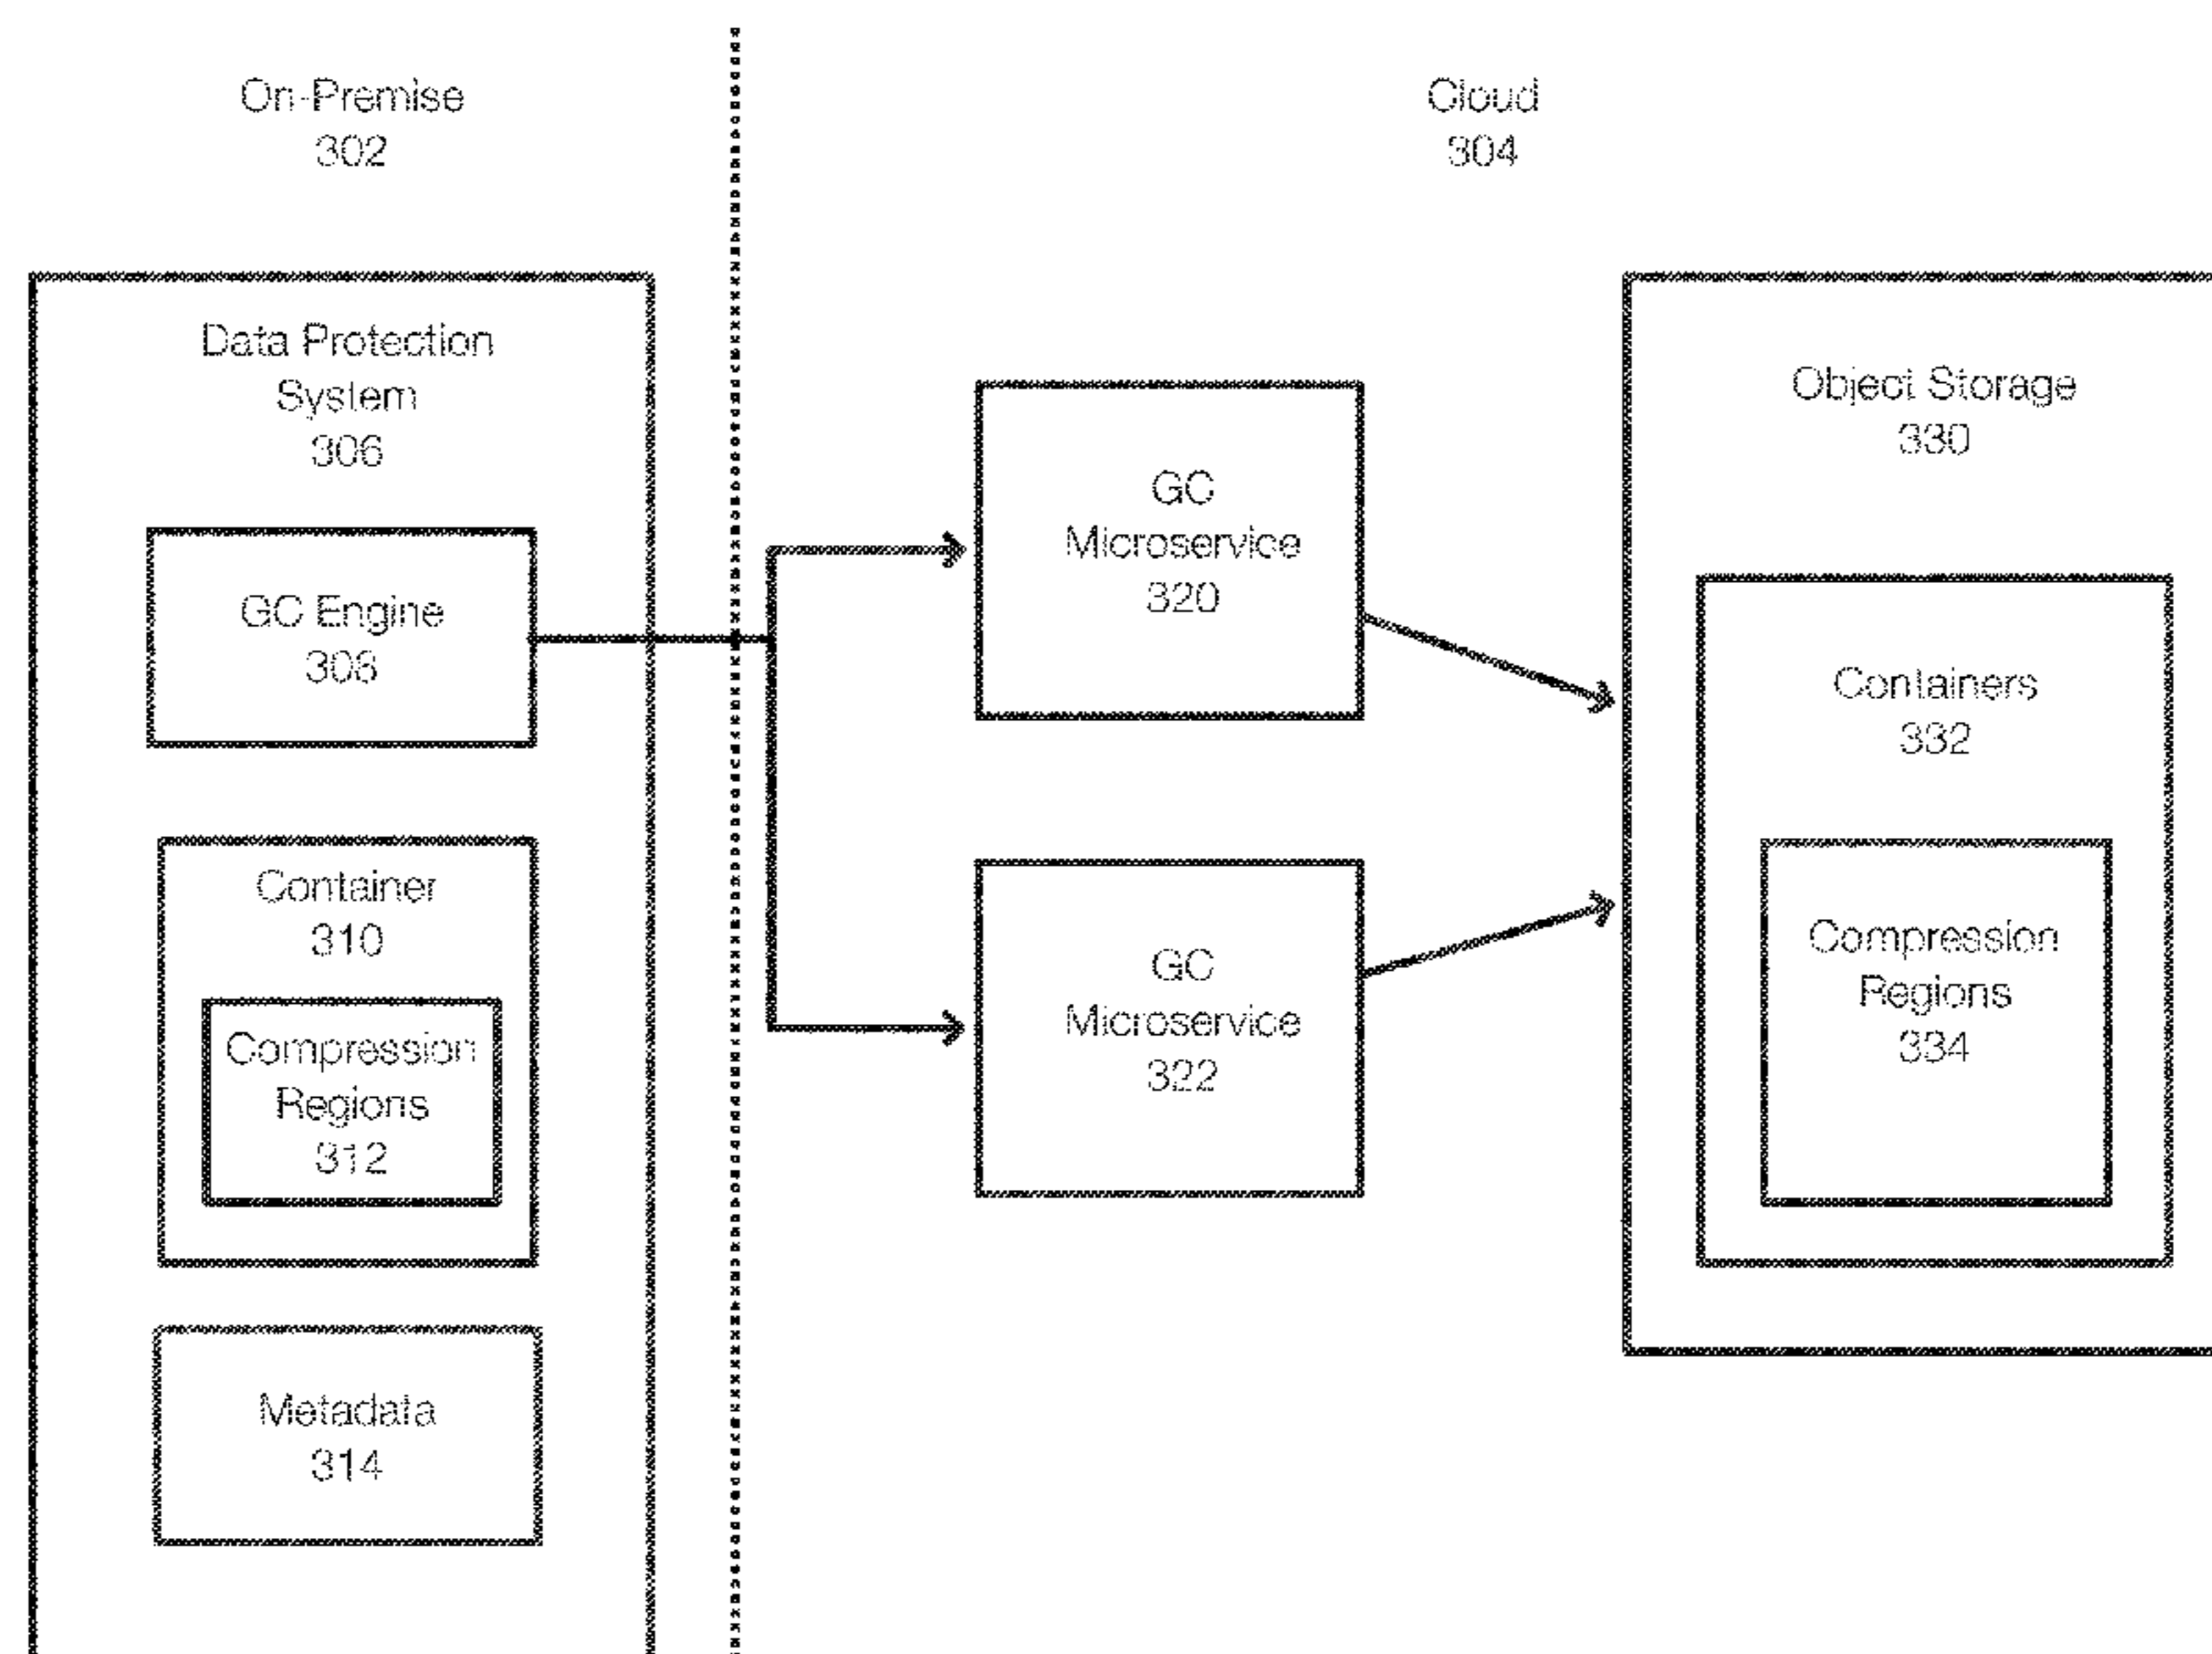 On-Premise
302
Cloud
304
Data Protection
System
306
GC Engine
308
Container
310
Compression
Regions
312
Metadata
314
GC
Microservice
320
GC
Microservice
322
Object Storage
330
Containers
332
Compression
Regions
334